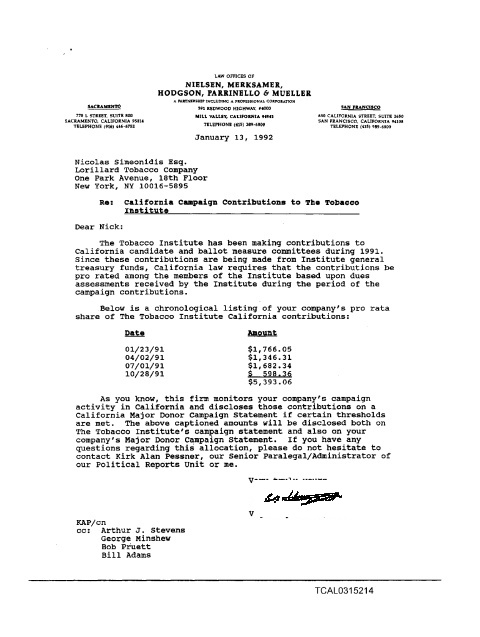 LAW OFFICES OF
NIELSEN, MERKSAMER,
HODGSON, PARRINELLO & MUELLER
A PARTNERSHIP INCLUDING A PROFESSIONAL CORPORATION
SACRAMENTO
770 L STREET, SUITE 800
SACRAMENTO, CALIFORNIA 95814
TELEPHONE (916) 446-6752
591 REDWOOD HIGHWAY, #4000
MILL VALLEY, CALIFORNIA 94941
TELEPHONE (415) 389-6800
SAN FRANCISCO
650 CALIFORNIA STREET, SUITE 2650
SAN FRANCISCO, CALIFORNIA 94108
TELEPHONE (415) 989-6800
January 13, 1992
Nicolas Simeonidis Esq.
Lorillard Tobacco Company
One Park Avenue, 18th Floor
New York, NY 10016-5895
Re: California Campaign Contributions to The Tobacco
Institute
Dear Nick:
The Tobacco Institute has been making contributions to
California candidate and ballot measure committees during 1991.
Since these contributions are being made from Institute general
treasury funds, California law requires that the contributions be
pro rated among the members of the Institute based upon dues
assessments received by the Institute during the period of the
campaign contributions.
Below is a chronological listing of your company's pro rata
share of The Tobacco Institute California contributions:
Date Amount
01/23/91 $1,766.05
04/02/91 $1,346.31
07/01/91 $1,682.34
10/28/91 $ 598.36
$5,393.06
As you know, this firm monitors your company's campaign
activity in California and discloses those contributions on a
California Major Donor Campaign Statement if certain thresholds
are met. The above captioned amounts will be disclosed both on
The Tobacco Institute's campaign statement and also on your
company's Major Donor Campaign Statement. If you have any
questions regarding this allocation, please do not hesitate to
contact Kirk Alan Pessner, our Senior Paralegal/Administrator of
our Political Reports Unit or me.
KAP/cn
cc: Arthur J. Stevens
George Minshew
Bob Pruett
Bill Adams
TCAL0315214